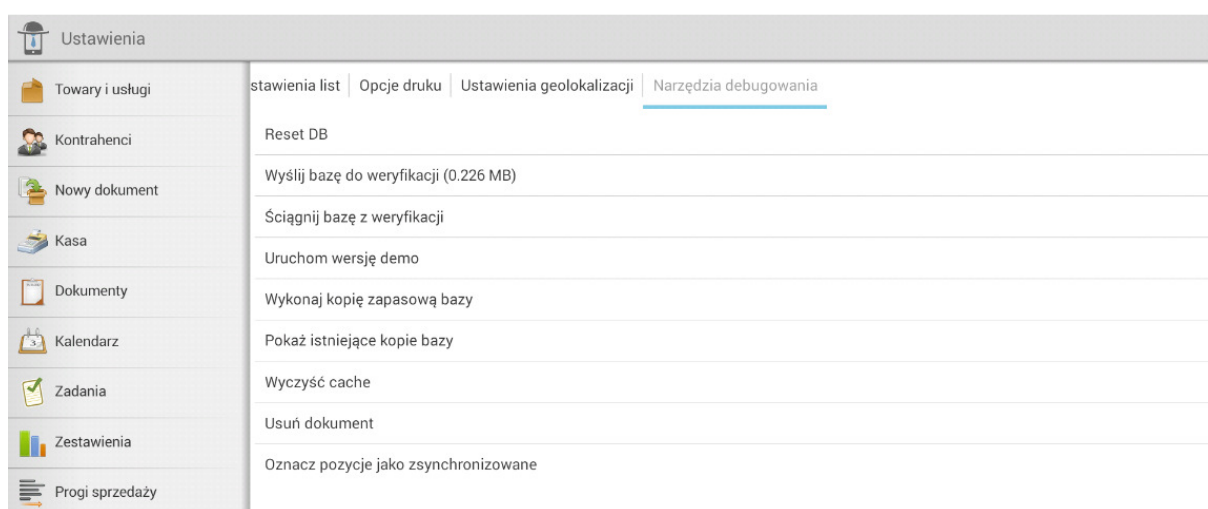 Ustawienia
Towary i usługi
Kontrahenci
Nowy dokument
Kasa
Dokumenty
Kalendarz
Zadania
Zestawienia
Progi sprzedaży
stawienia list Opcje druku Ustawienia geolokalizacji Narzędzia debugowania
Reset DB
Wyślij bazę do weryfikacji (0.226 MB)
Ściągnij bazę z weryfikacji
Uruchom wersję demo
Wykonaj kopię zapasową bazy
Pokaż istniejące kopie bazy
Wyczyść cache
Usuń dokument
Oznacz pozycje jako zsynchronizowane